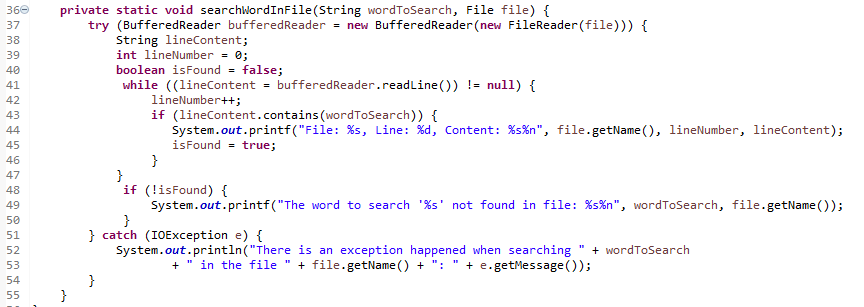 36 private static void searchWordInFile(String wordToSearch, File file) {
37 try (BufferedReader bufferedReader = new BufferedReader(new FileReader(file))) {
38 String lineContent;
39 int lineNumber = 0;
40 boolean isFound = false;
41 while ((lineContent = bufferedReader.readLine()) != null) {
42 lineNumber++;
43 if (lineContent.contains(wordToSearch)) {
44 System.out.printf("File: %s, Line: %d, Content: %s%n", file.getName(), lineNumber, lineContent);
45 isFound = true;
46 }
47 }
48 if (!isFound) {
49 System.out.printf("The word to search '%s' not found in file: %s%n", wordToSearch, file.getName());
50 }
51 } catch (IOException e) {
52 System.out.println("There is an exception happened when searching " + wordToSearch
53 + " in the file " + file.getName() + ": " + e.getMessage());
54 }
55 }